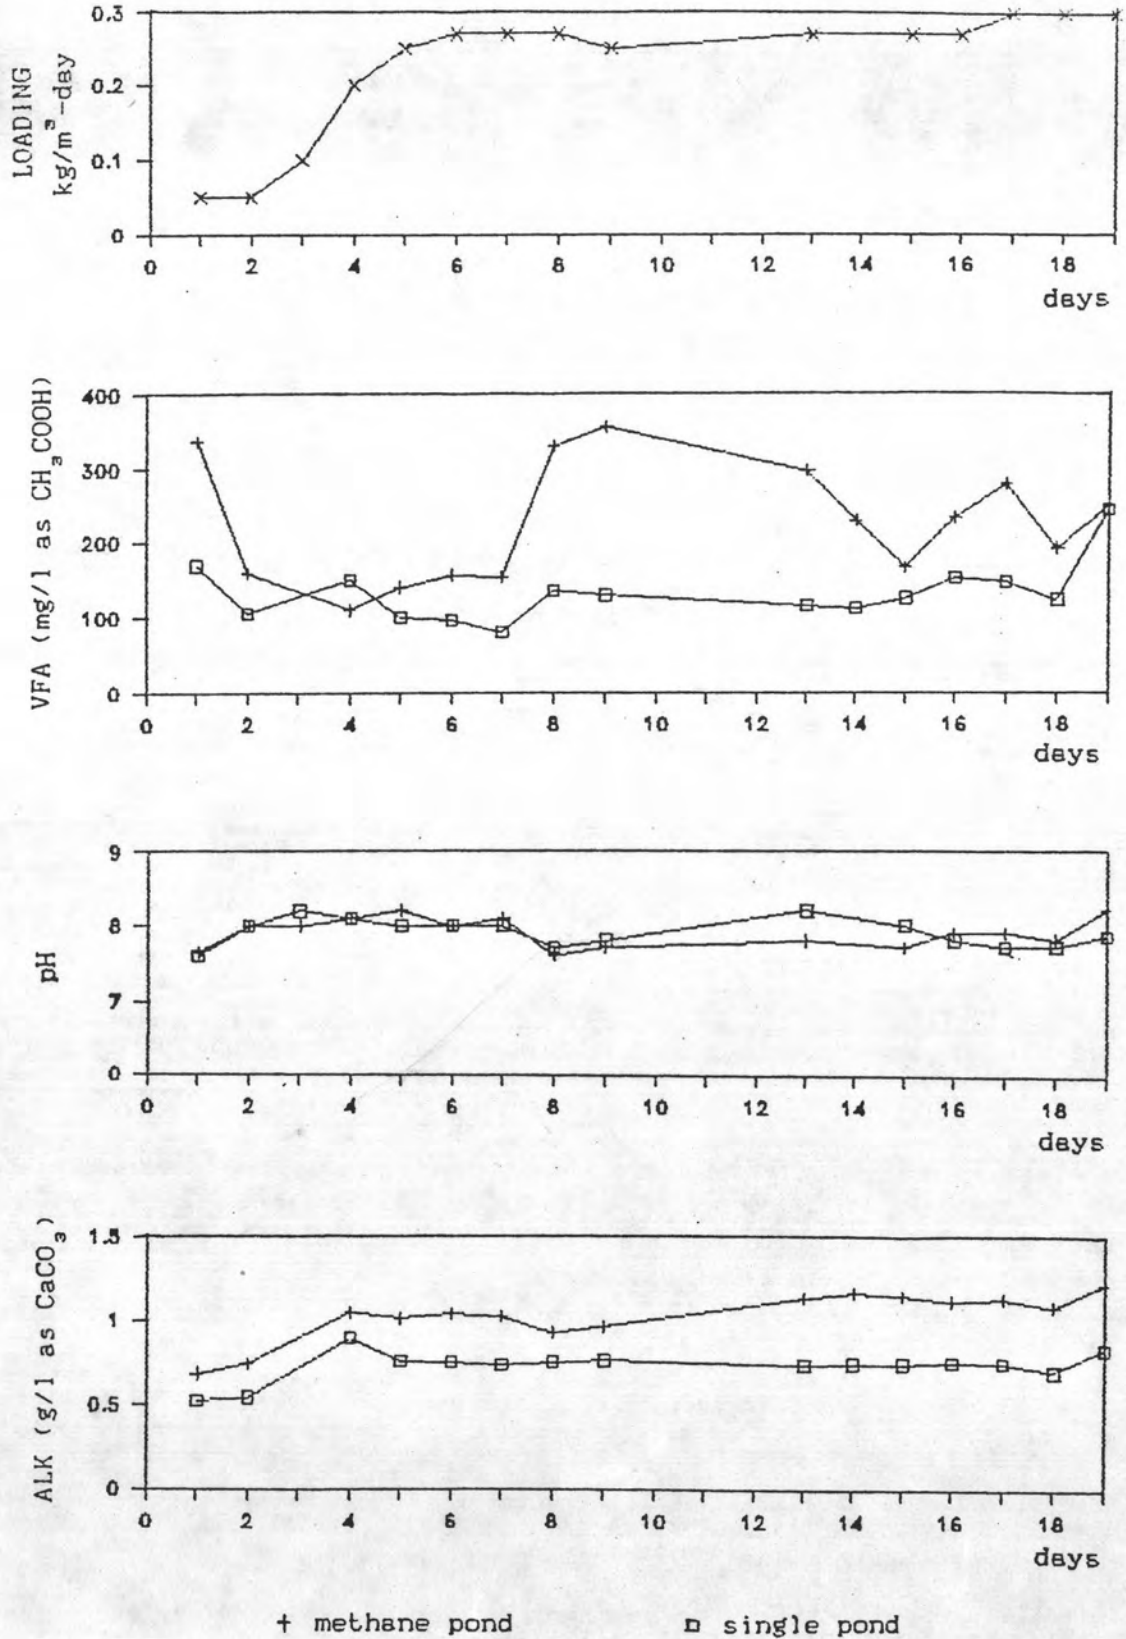 LOADING
kg/m³-day
0.3
0.2
0.1
0
0 2 4 6 8 10 12 14 16 18
days
VFA (mg/l as CH₃COOH)
400
300
200
100
0
0 2 4 6 8 10 12 14 16 18
days
pH
9
8
7
0
0 2 4 6 8 10 12 14 16 18
days
ALK (g/l as CaCO₃)
1.5
1
0.5
0
0 2 4 6 8 10 12 14 16 18
days
+ methane pond □ single pond